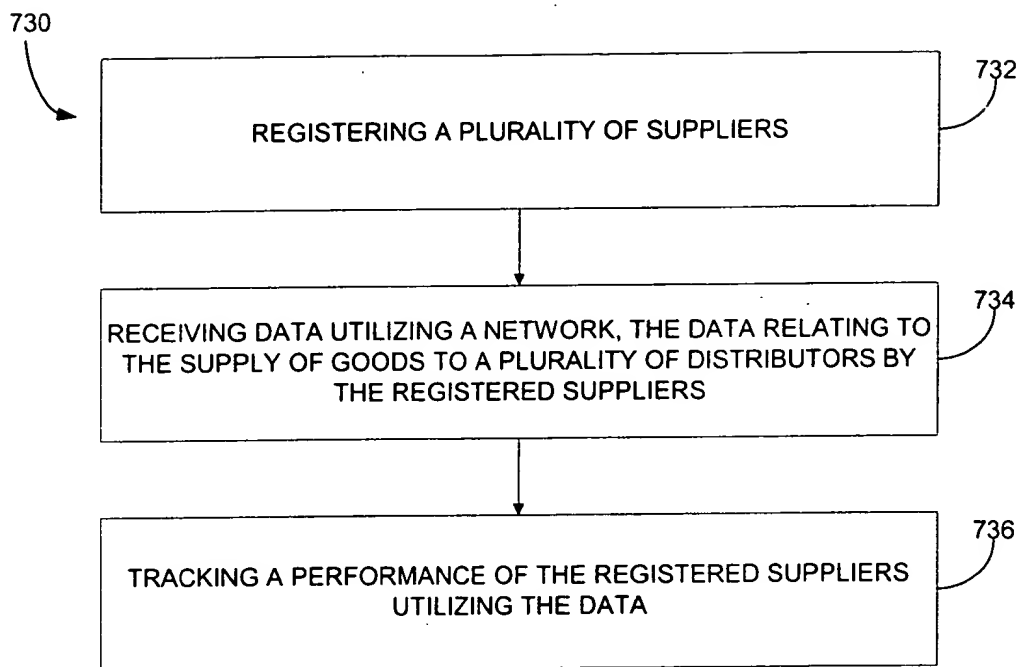 730
732
REGISTERING A PLURALITY OF SUPPLIERS
734
RECEIVING DATA UTILIZING A NETWORK, THE DATA RELATING TO
THE SUPPLY OF GOODS TO A PLURALITY OF DISTRIBUTORS BY
THE REGISTERED SUPPLIERS
736
TRACKING A PERFORMANCE OF THE REGISTERED SUPPLIERS
UTILIZING THE DATA